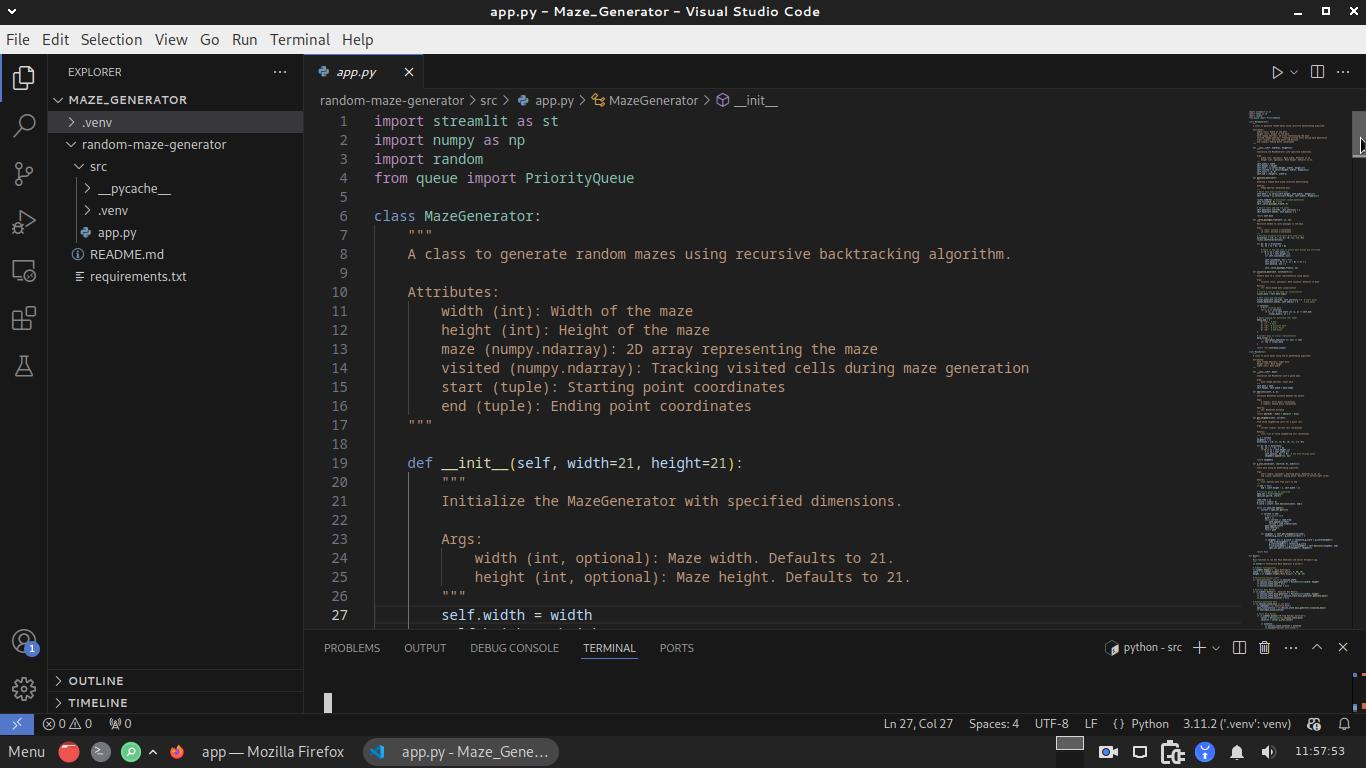 app.py - Maze_Generator - Visual Studio Code
File Edit Selection View Go Run Terminal Help
EXPLORER
MAZE_GENERATOR
.venv
random-maze-generator
src
__pycache__
.venv
app.py
README.md
requirements.txt
OUTLINE
TIMELINE
app.py
random-maze-generator > src > app.py > MazeGenerator > __init__
1 import streamlit as st
2 import numpy as np
3 import random
4 from queue import PriorityQueue
5
6 class MazeGenerator:
7 """
8 A class to generate random mazes using recursive backtracking algorithm.
9
10 Attributes:
11 width (int): Width of the maze
12 height (int): Height of the maze
13 maze (numpy.ndarray): 2D array representing the maze
14 visited (numpy.ndarray): Tracking visited cells during maze generation
15 start (tuple): Starting point coordinates
16 end (tuple): Ending point coordinates
17 """
18
19 def __init__(self, width=21, height=21):
20 """
21 Initialize the MazeGenerator with specified dimensions.
22
23 Args:
24 width (int, optional): Maze width. Defaults to 21.
25 height (int, optional): Maze height. Defaults to 21.
26 """
27 self.width = width
PROBLEMS OUTPUT DEBUG CONSOLE TERMINAL PORTS
python - src
1
0 0 0
Ln 27, Col 27 Spaces: 4 UTF-8 LF Python 3.11.2 ('.venv': venv)
Menu app — Mozilla Firefox app.py - Maze_Gene... 11:57:53